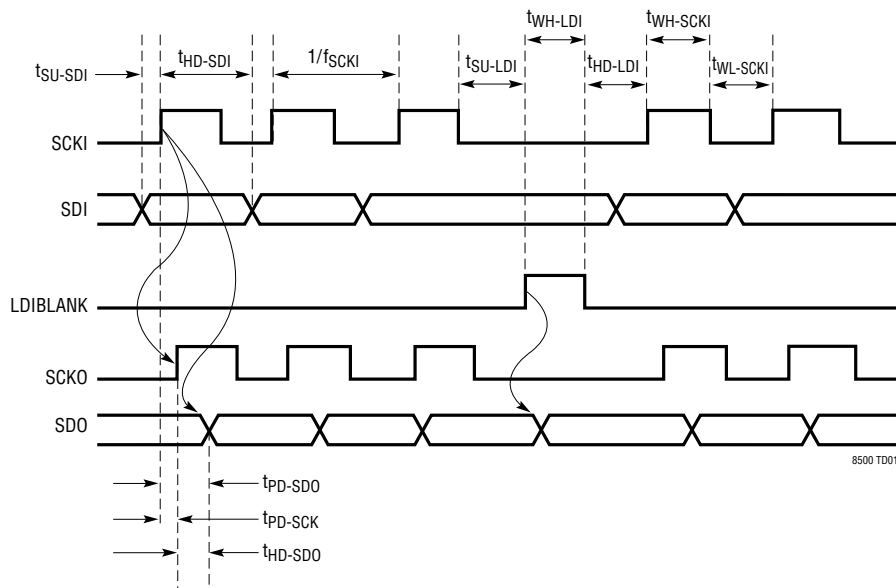 tWH-LDI
tWH-SCKI
tHD-SDI
1/fSCKI
tSU-LDI
tHD-LDI
tSU-SDI
tWL-SCKI
SCKI
SDI
LDIBLANK
SCKO
SDO
8500 TD01
tPD-SDO
tPD-SCK
tHD-SDO